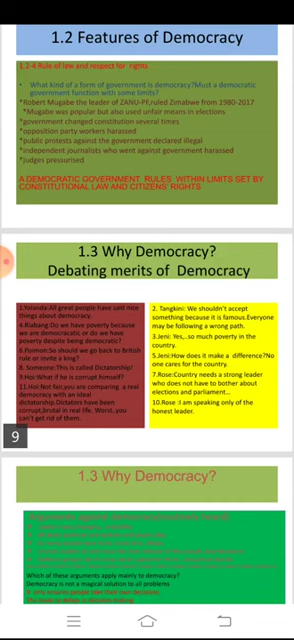 1.2 Features of Democracy
1.2-4 Rule of law and respect for rights
• What kind of a form of government is democracy?Must a democratic
government function with some limits?
*Robert Mugabe the leader of ZANU-PF,ruled Zimbabwe from 1980-2017
*Mugabe was popular but also used unfair means in elections
*government changed constitution several times
*opposition party workers harassed
*public protests against the government declared illegal
*independent journalists who went against government harassed
*judges pressurised
A DEMOCRATIC GOVERNMENT RULES WITHIN LIMITS SET BY
CONSTITUTIONAL LAW AND CITIZENS' RIGHTS
1.3 Why Democracy?
Debating merits of Democracy
1.Yolanda:All great people have said nice
things about democracy.
4.Riabang:Do we have poverty because
we are democracatic or do we have
poverty despite being democratic?
6.Poimon:So should we go back to British
rule or invite a king?
8. Someone:This is called Dictatorship!
9.Hoi:What if he is corrupt himself?
11.Hoi:Not fair,you are comparing a real
democracy with an ideal
dictatorship.Dictators have been
corrupt,brutal in real life. Worst, you
can't get rid of them.
2. Tangkini: We shouldn't accept
something because it is famous.Everyone
may be following a wrong path.
3.Jeni: Yes,..so much poverty in the
country.
5.Jeni:How does it make a difference?No
one cares for the country.
7.Rose:Country needs a strong leader
who does not have to bother about
elections and parliament...
10.Rose :I am speaking only of the
honest leader.
9
1.3 Why Democracy?
Which of these arguments apply mainly to democracy?
Democracy is not a magical solution to all problems
It only ensures people take their own decisions